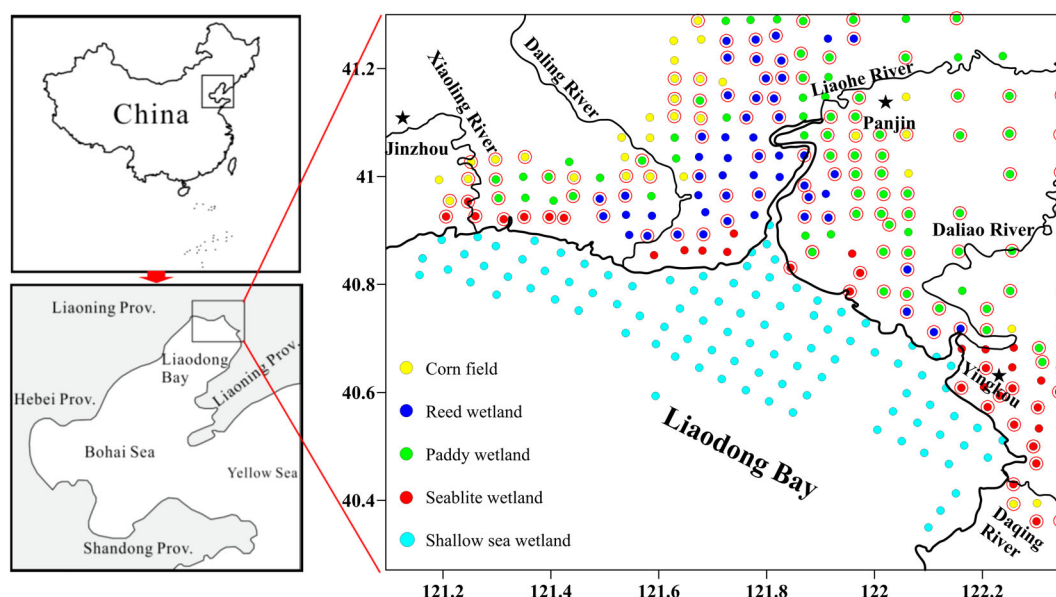 China
Liaoning Prov.
Liaodong
Bay
Liaoning Prov.
Hebei Prov.
Bohai Sea
Yellow Sea
Shandong Prov.
41.2
41
40.8
40.6
40.4
121.2
121.4
121.6
121.8
122
122.2
Jinzhou
Xiaoling River
Daling River
Liaohe River
Panjin
Daliao River
Yingkou
Daqing
River
Liaodong Bay
Corn field
Reed wetland
Paddy wetland
Seablite wetland
Shallow sea wetland